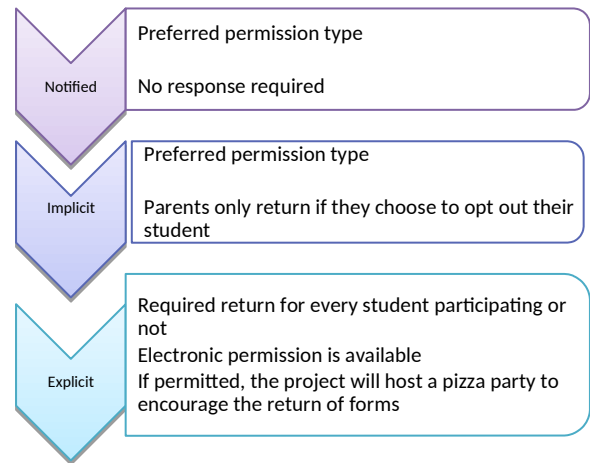 Notified
Preferred permission type
No response required
Implicit
Preferred permission type
Parents only return if they choose to opt out their
student
Explicit
Required return for every student participating or
not
Electronic permission is available
If permitted, the project will host a pizza party to
encourage the return of forms